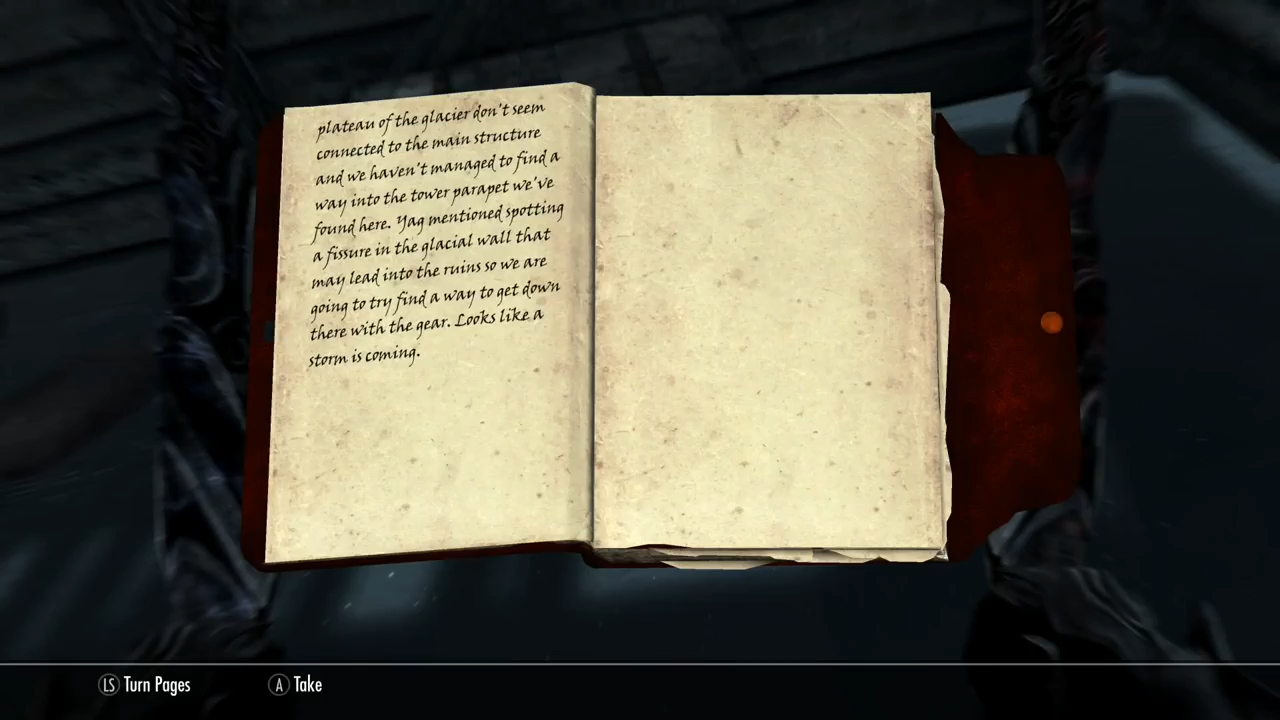 plateau of the glacier don't seem
connected to the main structure
and we haven't managed to find a
way into the tower parapet we've
found here. Yag mentioned spotting
a fissure in the glacial wall that
may lead into the ruins so we are
going to try find a way to get down
there with the gear. Looks like a
storm is coming.
LS Turn Pages
A Take